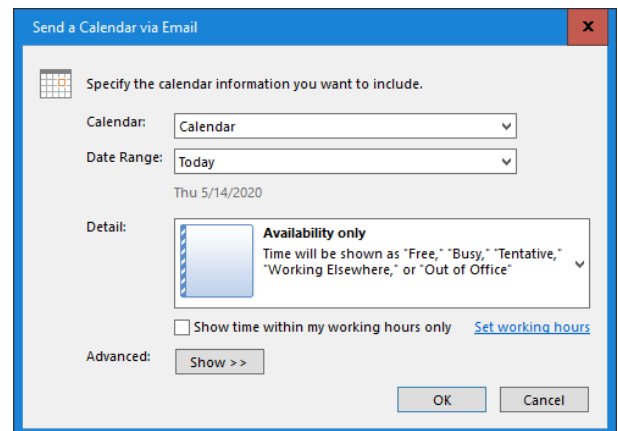 Send a Calendar via Email
x
Specify the calendar information you want to include.
Calendar: Calendar
Date Range: Today
Thu 5/14/2020
Detail: Availability only
Time will be shown as "Free," "Busy," "Tentative,"
"Working Elsewhere," or "Out of Office"
Show time within my working hours only Set working hours
Advanced: Show >>
OK Cancel